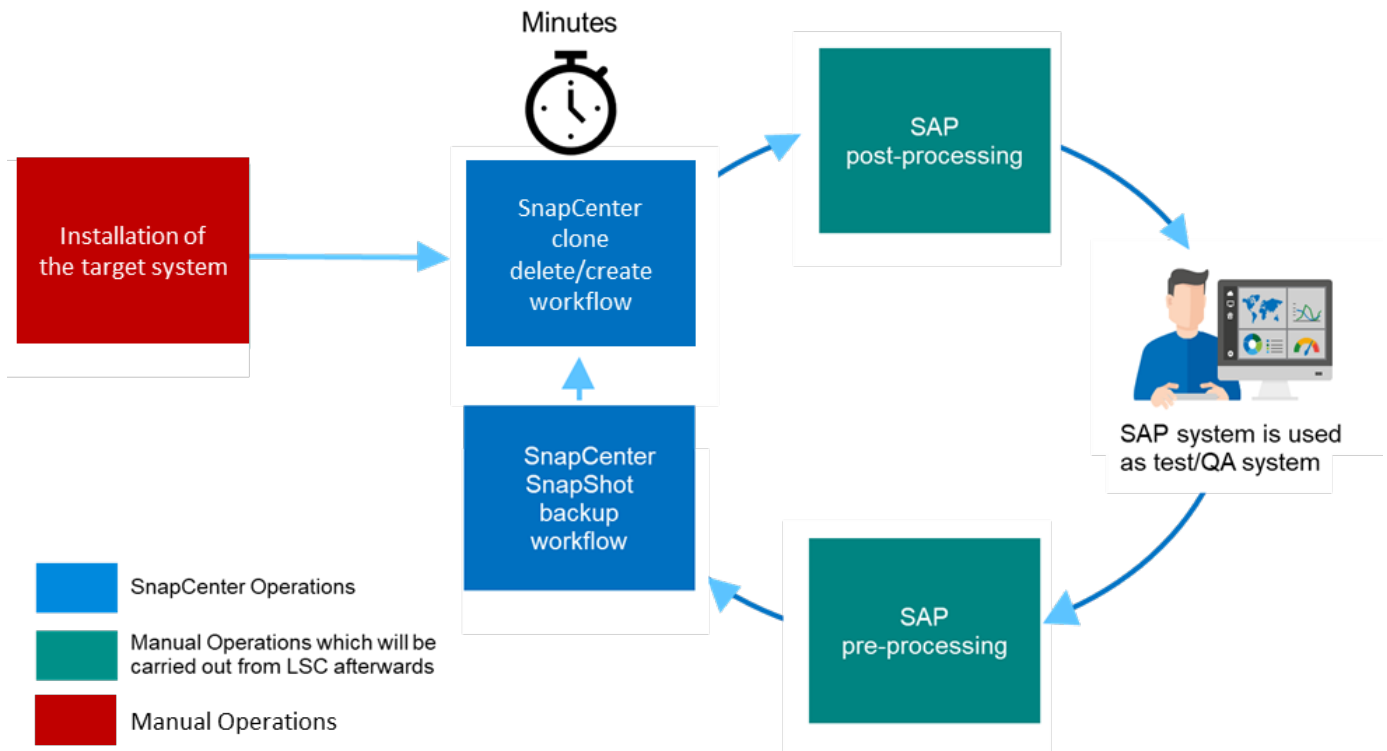 Minutes
Installation of
the target system
SnapCenter
clone
delete/create
workflow
SAP
post-processing
SAP system is used
as test/QA system
SnapCenter
SnapShot
backup
workflow
SAP
pre-processing
SnapCenter Operations
Manual Operations which will be
carried out from LSC afterwards
Manual Operations